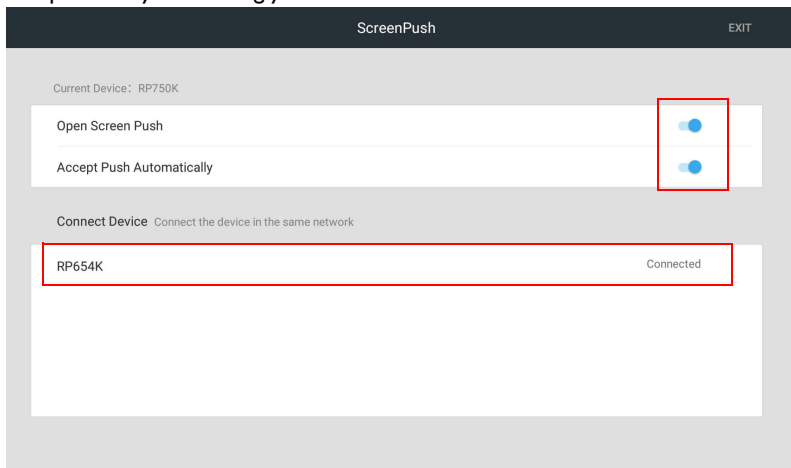 ScreenPush EXIT
Current Device: RP750K
Open Screen Push
Accept Push Automatically
Connect Device Connect the device in the same network
RP654K Connected